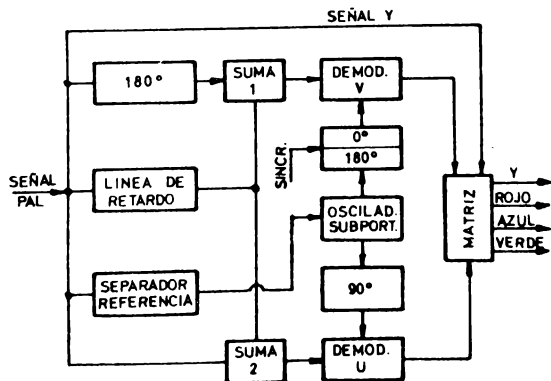 SEÑAL Y
180°
SUMA
1
DEMOD.
V
0°
180°
SINCR.
SEÑAL
PAL
LINEA DE
RETARDO
OSCILAD.
SUBPORT.
MATRIZ
Y
ROJO
AZUL
VERDE
SEPARADOR
REFERENCIA
90°
SUMA
2
DEMOD.
U